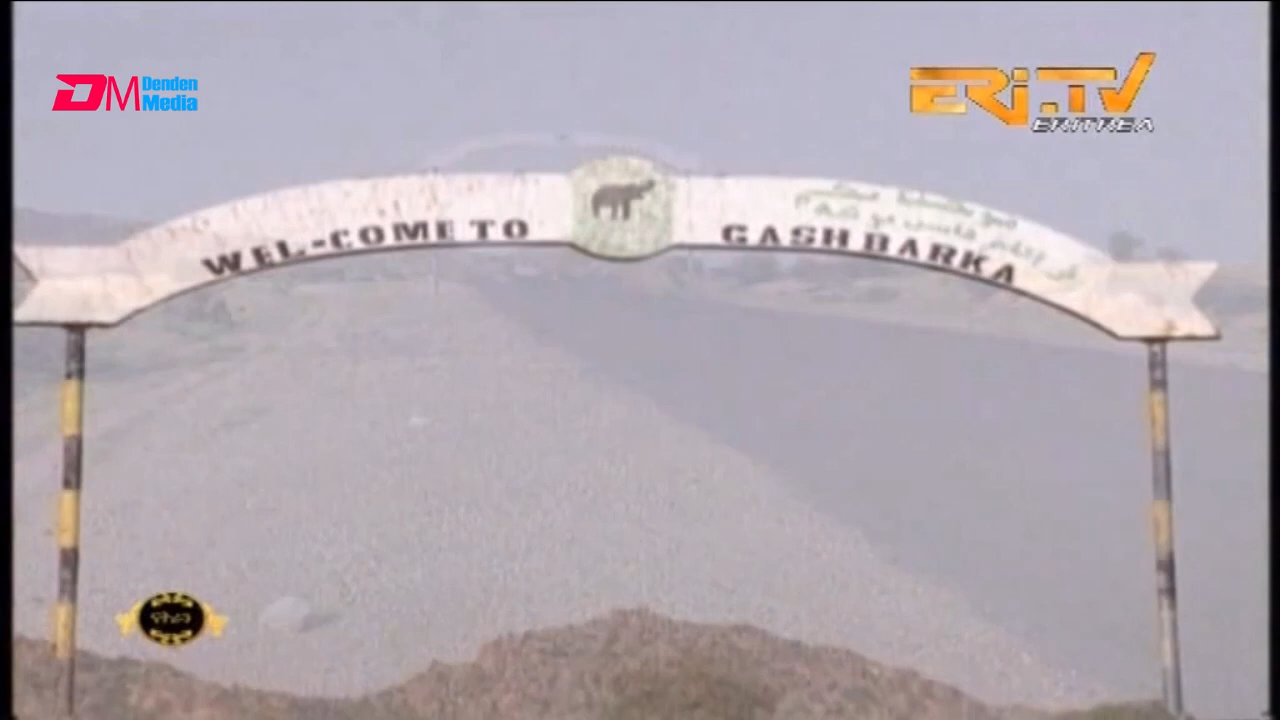 DM Denden
Media
ERi.TV
ERITREA
WEL-COME TO GASH BARKA